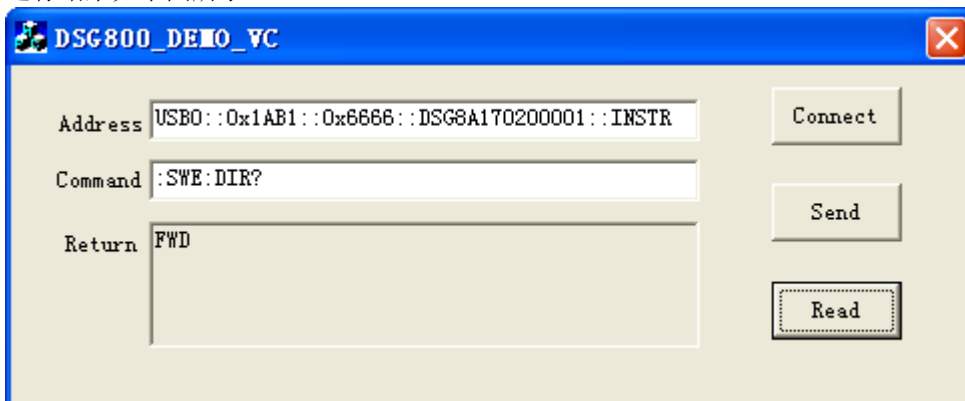 DSG800_DEMO_VC
Address USB0::0x1AB1::0x6666::DSG8A170200001::INSTR Connect
Command :SWE:DIR?
Send
Return FWD
Read